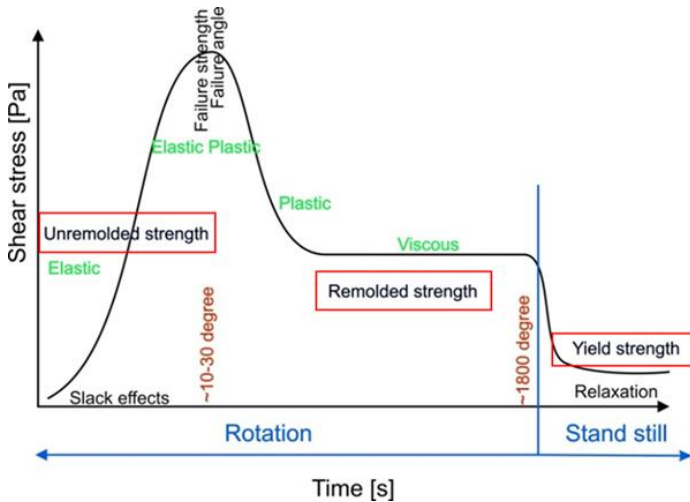 Shear stress [Pa]
Failure strength
Failure angle
Elastic Plastic
Plastic
Unremolded strength
Viscous
Elastic
Remolded strength
~10-30 degree
~1800 degree
Yield strength
Slack effects
Relaxation
Rotation
Stand still
Time [s]